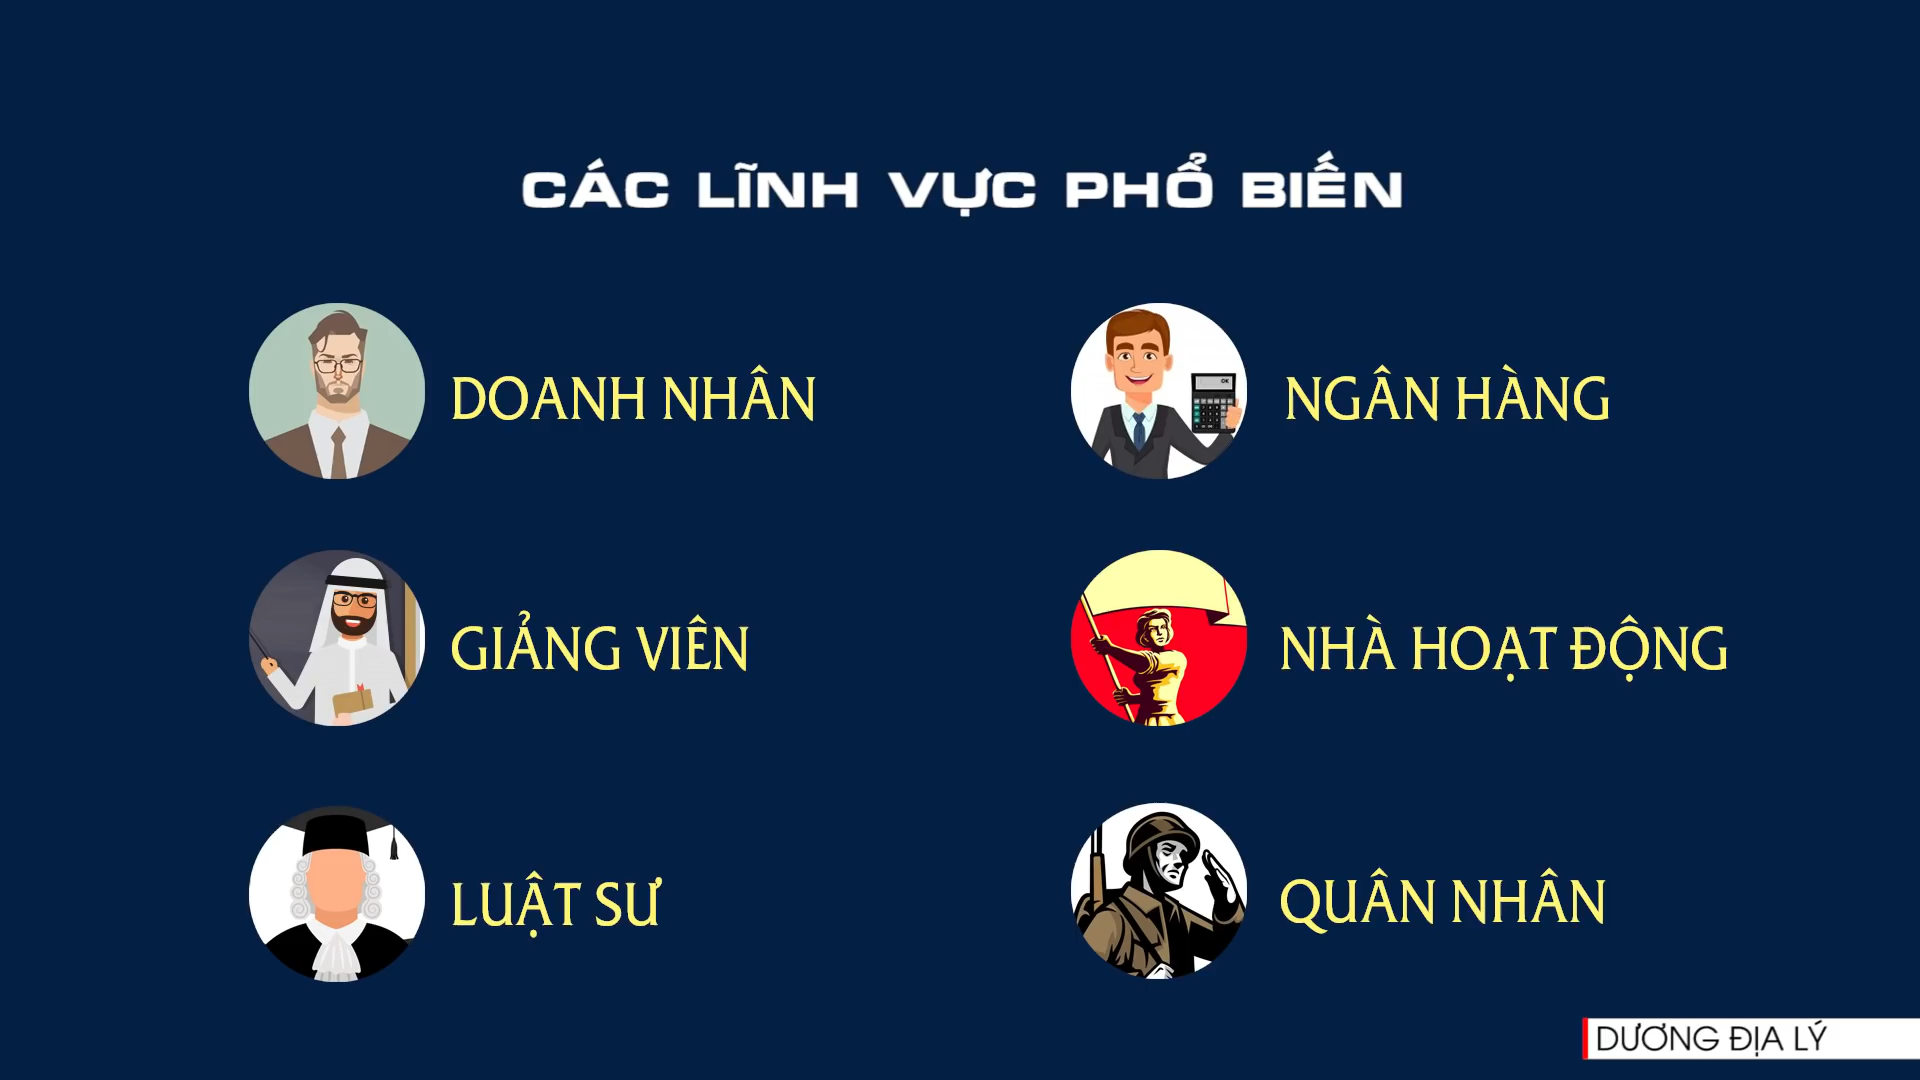 CÁC LĨNH VỰC PHỔ BIẾN
DOANH NHÂN
NGÂN HÀNG
OK
GIẢNG VIÊN
NHÀ HOẠT ĐỘNG
LUẬT SƯ
QUÂN NHÂN
DƯƠNG ĐỊA LÝ